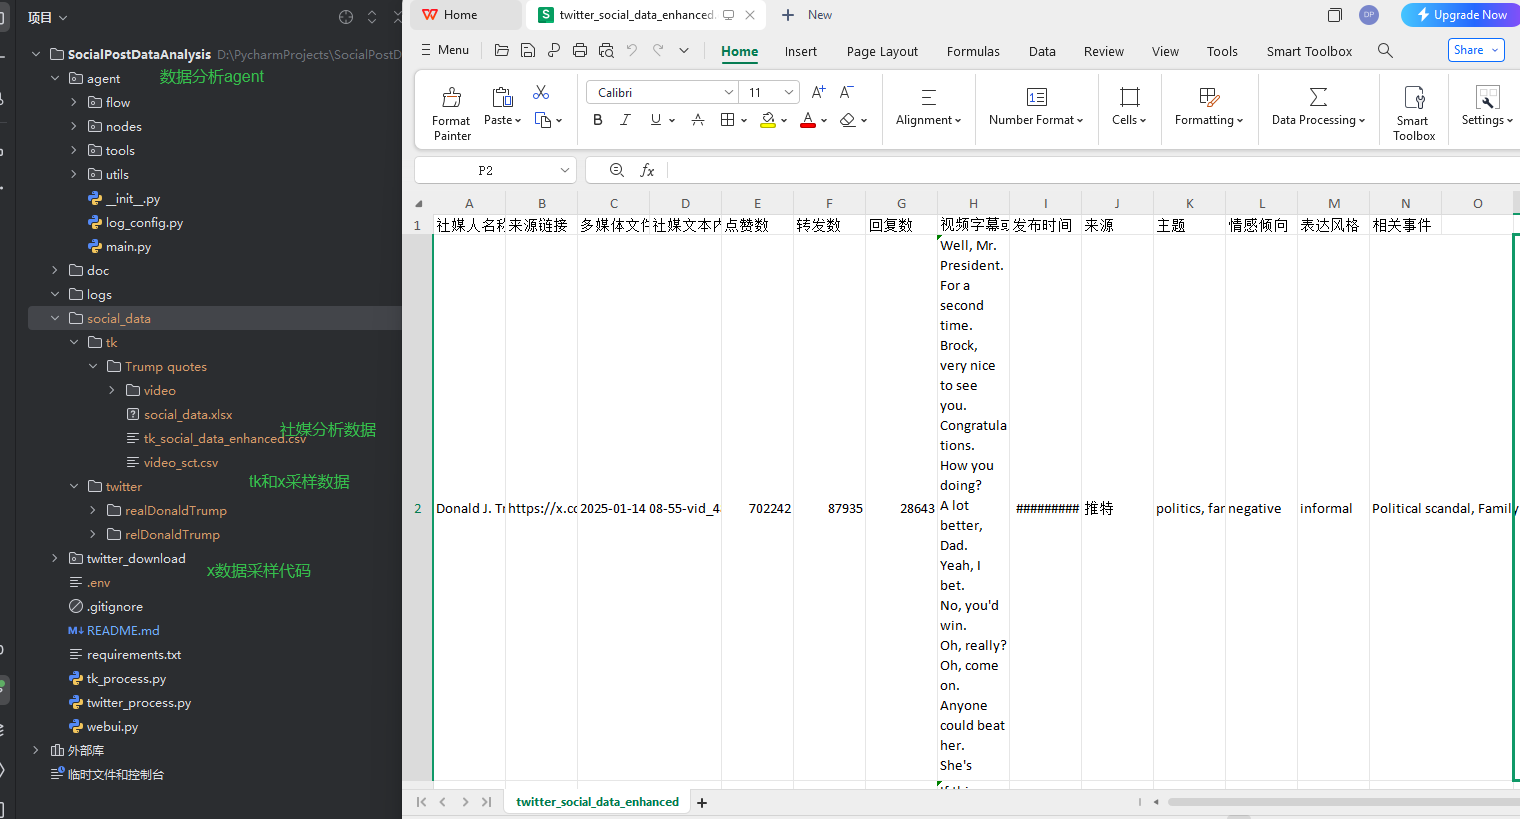 项目
SocialPostDataAnalysis D:\PycharmProjects\SocialPostD
agent
数据分析agent
flow
nodes
tools
utils
__init__.py
log_config.py
main.py
doc
logs
social_data
tk
Trump quotes
video
social_data.xlsx
社媒分析数据
tk_social_data_enhanced.csv
video_sct.csv
tk和x采样数据
twitter
realDonaldTrump
relDonaldTrump
twitter_download
x数据采样代码
.env
.gitignore
M↓ README.md
requirements.txt
tk_process.py
twitter_process.py
webui.py
外部库
临时文件和控制台
Home
S twitter_social_data_enhanced.
New
DP
Upgrade Now
Menu
Home Insert Page Layout Formulas Data Review View Tools Smart Toolbox
Share
Format Painter
Paste
Calibri 11
A+ A-
B I U A
Alignment
Number Format
Cells
Formatting
Data Processing
Smart Toolbox
Settings
P2
fx
A B C D E F G H I J K L M N O
1 社媒人名称 来源链接 多媒体文件 社媒文本内 点赞数 转发数 回复数 视频字幕或 发布时间 来源 主题 情感倾向 表达风格 相关事件
Well, Mr.
President.
For a
second
time.
Brock,
very nice
to see
you.
Congratula
tions.
How you
doing?
A lot
better,
Dad.
Yeah, I
bet.
No, you'd
win.
Oh, really?
Oh, come
on.
Anyone
could beat
her.
She's
2 Donald J. Tr https://x.co 2025-01-14 08-55-vid_4 702242 87935 28643 ######### 推特 politics, far negative informal Political scandal, Family
twitter_social_data_enhanced